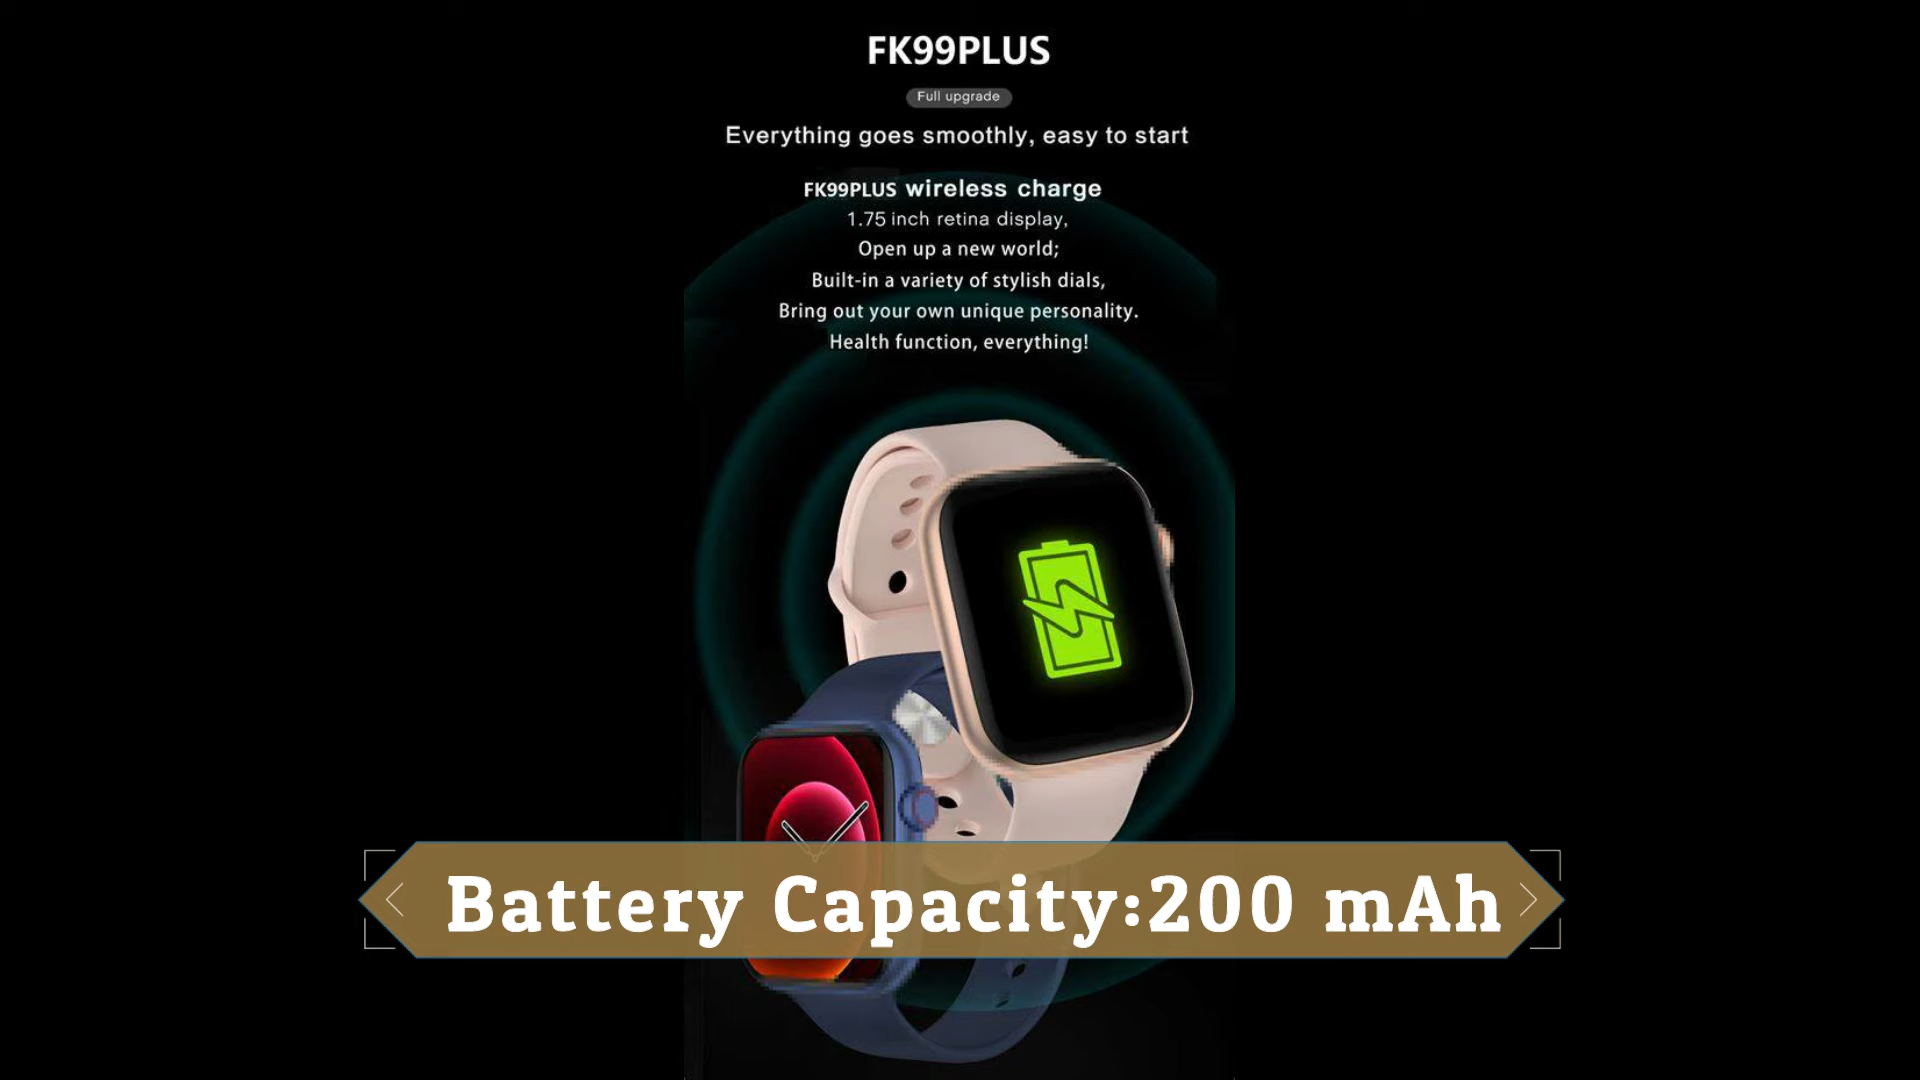 FK99PLUS
Full upgrade
Everything goes smoothly, easy to start
FK99PLUS wireless charge
1.75 inch retina display,
Open up a new world;
Built-in a variety of stylish dials,
Bring out your own unique personality.
Health function, everything!
Battery Capacity:200 mAh